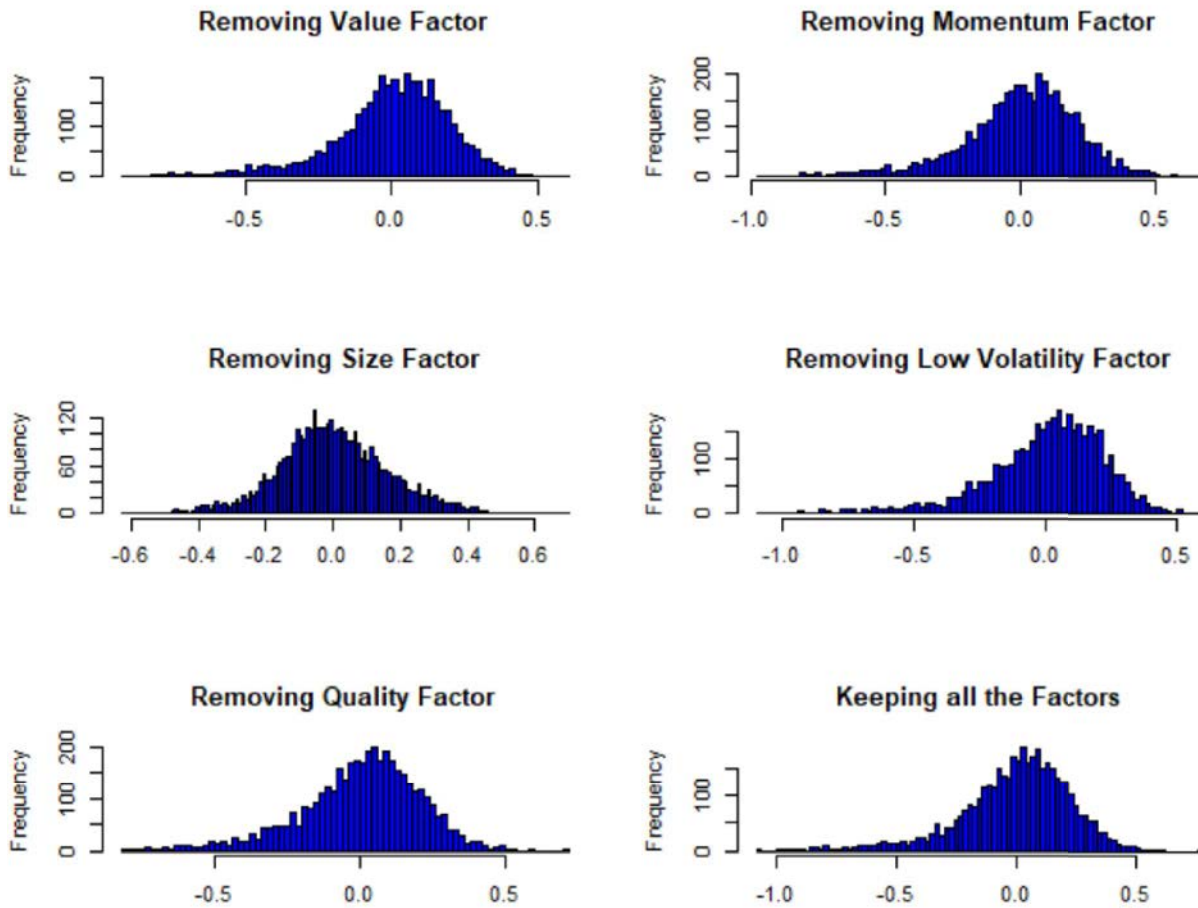 Removing Value Factor
Frequency
0 100
-0.5 0.0 0.5
Removing Momentum Factor
Frequency
0 100 200
-1.0 -0.5 0.0 0.5
Removing Size Factor
Frequency
0 60 120
-0.6 -0.4 -0.2 0.0 0.2 0.4 0.6
Removing Low Volatility Factor
Frequency
0 100
-1.0 -0.5 0.0 0.5
Removing Quality Factor
Frequency
0 100 200
-0.5 0.0 0.5
Keeping all the Factors
Frequency
0 100
-1.0 -0.5 0.0 0.5